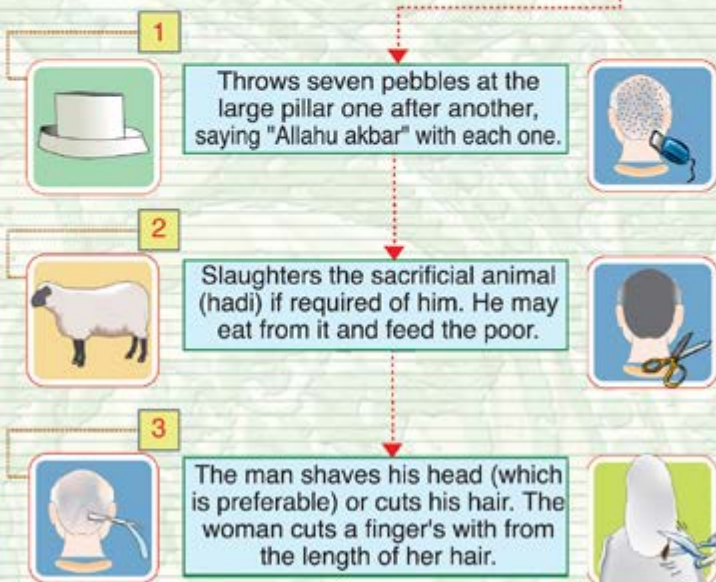 1
Throws seven pebbles at the
large pillar one after another,
saying "Allahu akbar" with each one.
2
Slaughters the sacrificial animal
(hadi) if required of him. He may
eat from it and feed the poor.
3
The man shaves his head (which
is preferable) or cuts his hair. The
woman cuts a finger's with from
the length of her hair.